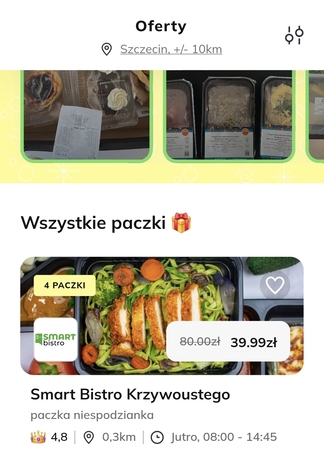 Oferty
Szczecin, +/- 10km
Wszystkie paczki
4 PACZKI
SMART
bistro
80.00zł 39.99zł
Smart Bistro Krzywoustego
paczka niespodzianka
4,8 0,3km Jutro, 08:00 - 14:45